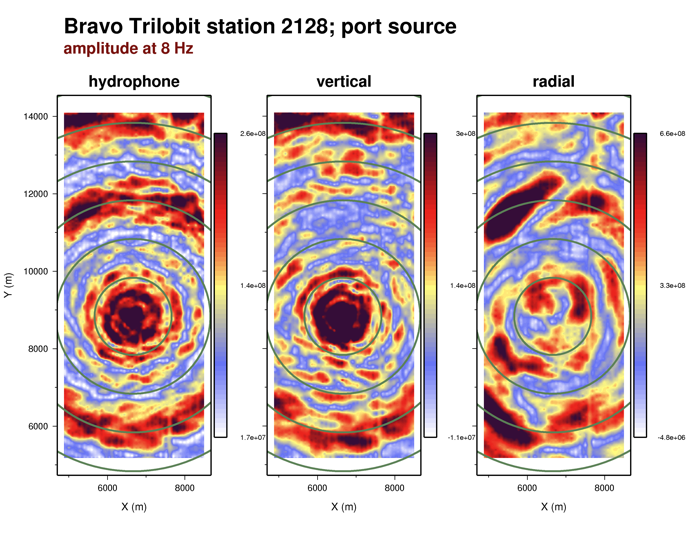 Bravo Trilobit station 2128; port source
amplitude at 8 Hz
hydrophone vertical radial
14000
12000
10000
8000
6000
Y (m)
2.6e+08
1.4e+08
1.7e+07
3e+08
1.4e+08
-1.1e+07
6.6e+08
3.3e+08
-4.8e+06
6000 8000 6000 8000 6000 8000
X (m) X (m) X (m)